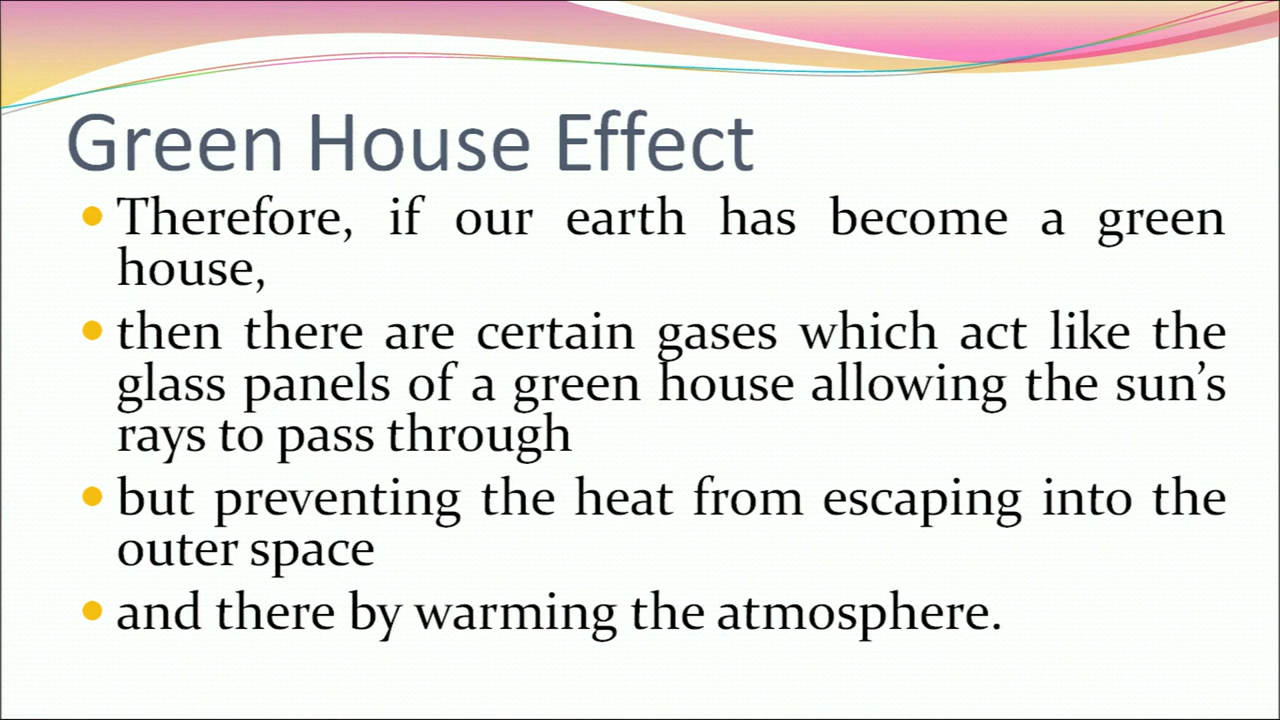 Green House Effect
Therefore, if our earth has become a green
house,
then there are certain gases which act like the
glass panels of a green house allowing the sun’s
rays to pass through
but preventing the heat from escaping into the
outer space
and there by warming the atmosphere.